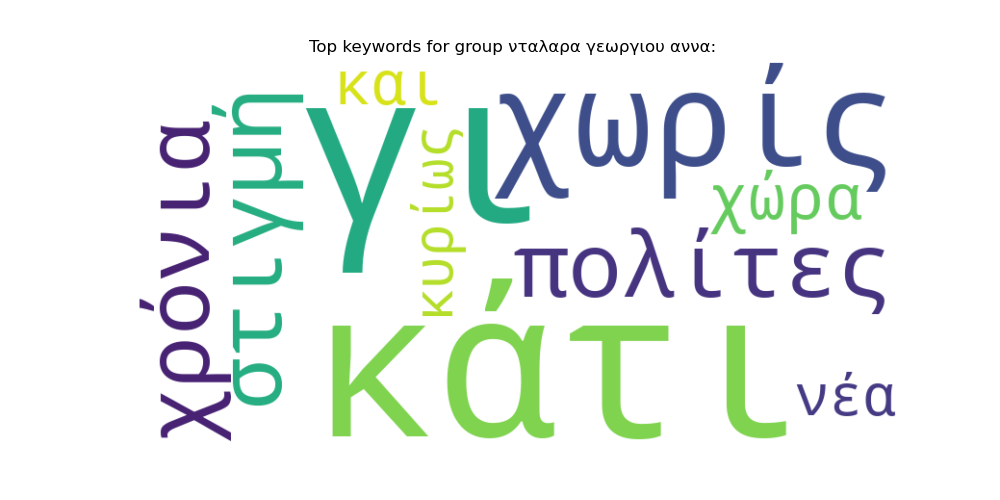 Top keywords for group νταλαρα γεωργιου αννα:
και
χωρίς
γι
στιγμή
χρόνια
κυρίως
χώρα
πολίτες
κάτι
νέα